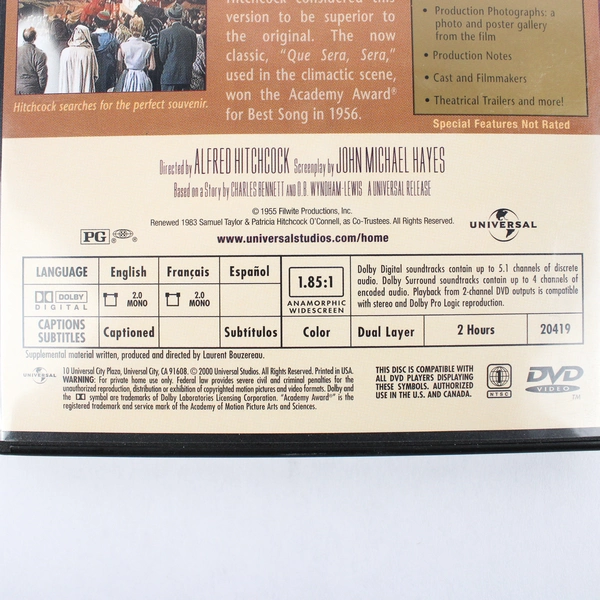 Hitchcock considered this
version to be superior to
the original. The now
classic, "Que Sera, Sera,"
used in the climactic scene,
won the Academy Award®
for Best Song in 1956.
Hitchcock searches for the perfect souvenir.
• Production Photographs: a
photo and poster gallery
from the film
• Production Notes
• Cast and Filmmakers
• Theatrical Trailers and more!
Special Features Not Rated
Directed by ALFRED HITCHCOCK Screenplay by JOHN MICHAEL HAYES
Based on a Story by CHARLES BENNETT AND D.B. WYNDHAM-LEWIS A UNIVERSAL RELEASE
© 1955 Filwite Productions, Inc.
Renewed 1983 Samuel Taylor & Patricia Hitchcock O'Connell, as Co-Trustees. All Rights Reserved.
PG
www.universalstudios.com/home
UNIVERSAL
LANGUAGE English Français Español
DOLBY DIGITAL 2.0 MONO 2.0 MONO
CAPTIONS SUBTITLES Captioned Subtitulos
1.85:1
ANAMORPHIC
WIDESCREEN
Dolby Digital soundtracks contain up to 5.1 channels of discrete
audio. Dolby Surround soundtracks contain up to 4 channels of
encoded audio. Playback from 2-channel DVD outputs is compatible
with stereo and Dolby Pro Logic reproduction.
Color Dual Layer 2 Hours 20419
Supplemental material written, produced and directed by Laurent Bouzereau.
UNIVERSAL
10 Universal City Plaza, Universal City, CA 91608. © 2000 Universal Studios. All Rights Reserved. Printed in USA.
WARNING: For private home use only. Federal law provides severe civil and criminal penalties for the
unauthorized reproduction, distribution or exhibition of copyrighted motion pictures and video formats. Dolby and
the DD symbol are trademarks of Dolby Laboratories Licensing Corporation. "Academy Award"® is the
registered trademark and service mark of the Academy of Motion Picture Arts and Sciences.
THIS DISC IS COMPATIBLE WITH
ALL DVD PLAYERS DISPLAYING
THESE SYMBOLS. AUTHORIZED
USE IN THE U.S. AND CANADA.
1
NTSC
DVD
VIDEO
TM